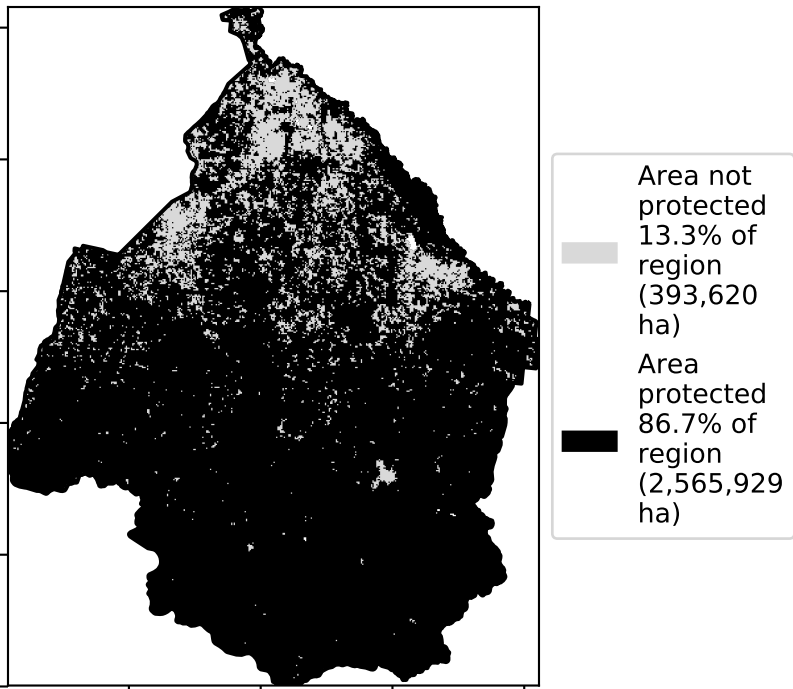 Area not
protected
13.3% of
region
(393,620
ha)
Area
protected
86.7% of
region
(2,565,929
ha)